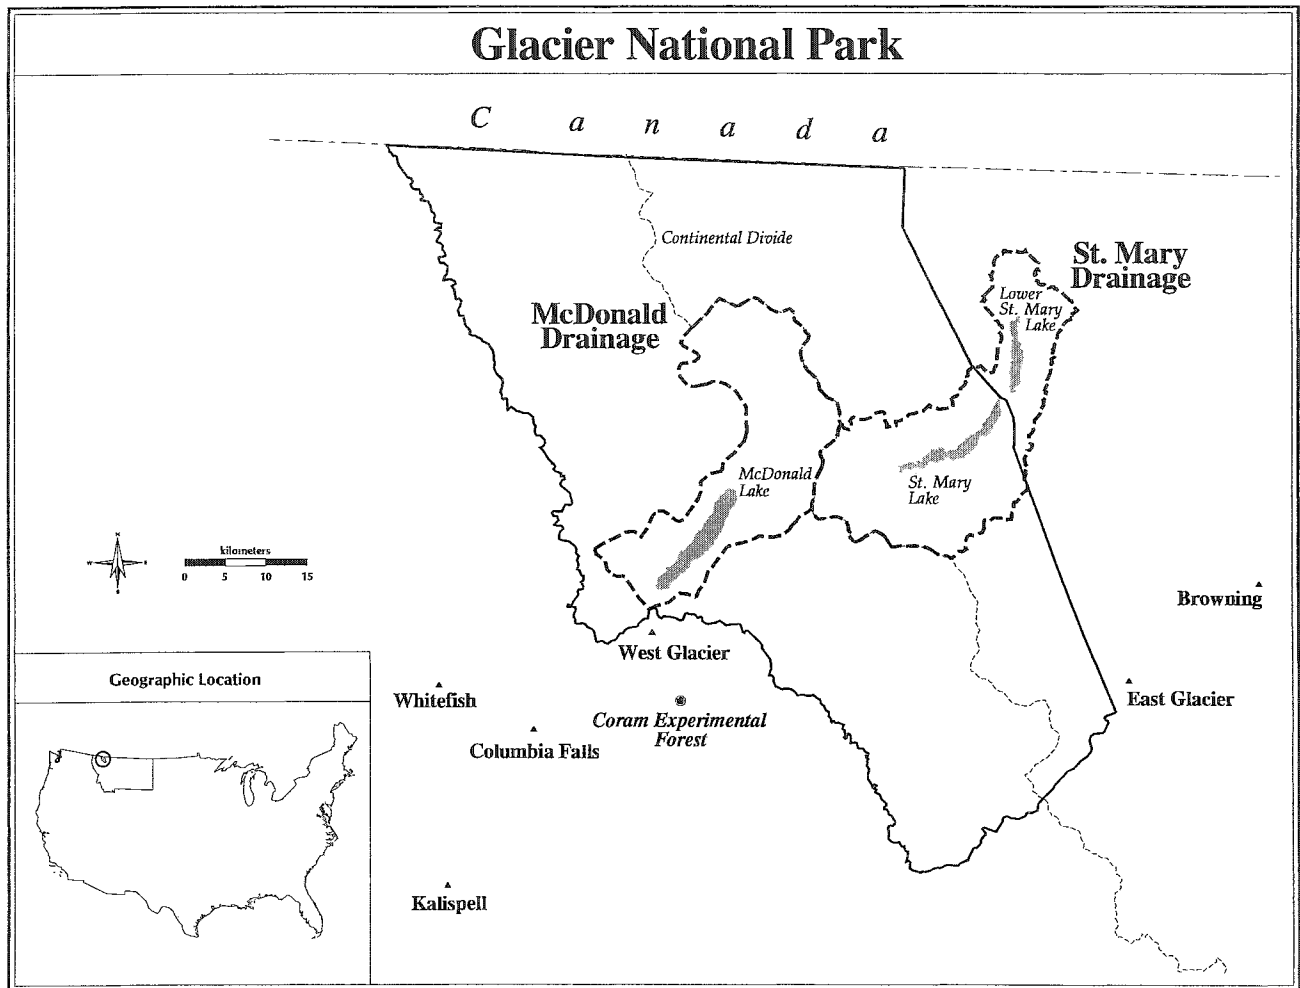 Glacier National Park
C a n a d a
Continental Divide
St. Mary
Drainage
Lower
St. Mary
Lake
McDonald
Drainage
McDonald
Lake
St. Mary
Lake
N
W
E
S
kilometers
0 5 10 15
Browning
West Glacier
Geographic Location
Whitefish
East Glacier
Coram Experimental
Forest
Columbia Falls
Kalispell